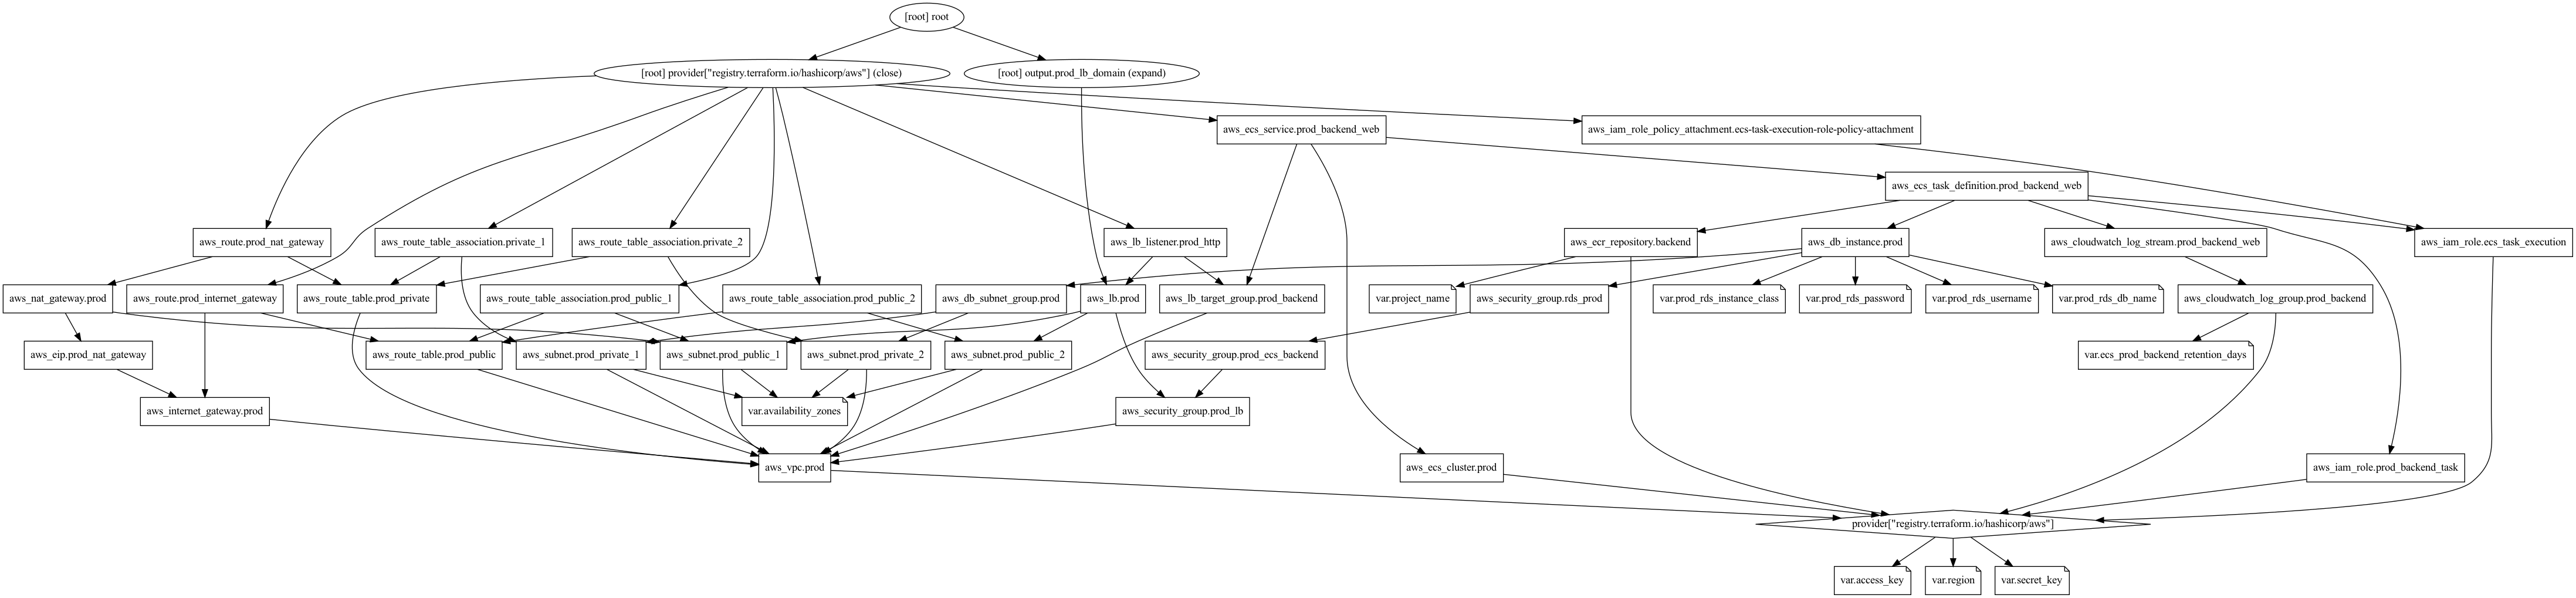 [root] root
[root] provider["registry.terraform.io/hashicorp/aws"] (close)
[root] output.prod_lb_domain (expand)
aws_ecs_service.prod_backend_web
aws_iam_role_policy_attachment.ecs-task-execution-role-policy-attachment
aws_ecs_task_definition.prod_backend_web
aws_route.prod_nat_gateway
aws_route_table_association.private_1
aws_route_table_association.private_2
aws_lb_listener.prod_http
aws_ecr_repository.backend
aws_db_instance.prod
aws_cloudwatch_log_stream.prod_backend_web
aws_iam_role.ecs_task_execution
aws_nat_gateway.prod
aws_route.prod_internet_gateway
aws_route_table.prod_private
aws_route_table_association.prod_public_1
aws_route_table_association.prod_public_2
aws_db_subnet_group.prod
aws_lb.prod
aws_lb_target_group.prod_backend
var.project_name
aws_security_group.rds_prod
var.prod_rds_instance_class
var.prod_rds_password
var.prod_rds_username
var.prod_rds_db_name
aws_cloudwatch_log_group.prod_backend
aws_eip.prod_nat_gateway
aws_route_table.prod_public
aws_subnet.prod_private_1
aws_subnet.prod_public_1
aws_subnet.prod_private_2
aws_subnet.prod_public_2
aws_security_group.prod_ecs_backend
var.ecs_prod_backend_retention_days
aws_internet_gateway.prod
var.availability_zones
aws_security_group.prod_lb
aws_vpc.prod
aws_ecs_cluster.prod
aws_iam_role.prod_backend_task
provider["registry.terraform.io/hashicorp/aws"]
var.access_key
var.region
var.secret_key